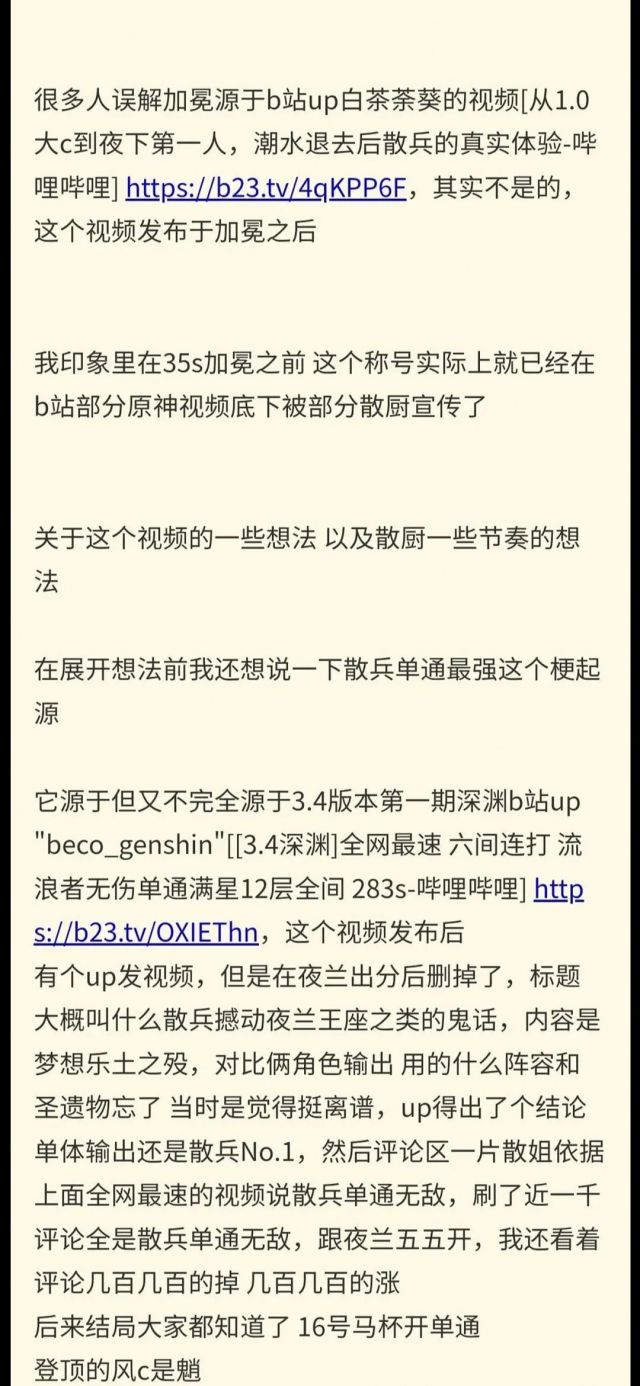 很多人误解加冕源于b站up白茶荼葵的视频[从1.0
大c到夜下第一人，潮水退去后散兵的真实体验-哔
哩哔哩] https://b23.tv/4qKPP6F，其实不是的，
这个视频发布于加冕之后
我印象里在35s加冕之前 这个称号实际上就已经在
b站部分原神视频底下被部分散厨宣传了
关于这个视频的一些想法 以及散厨一些节奏的想
法
在展开想法前我还想说一下散兵单通最强这个梗起
源
它源于但又不完全源于3.4版本第一期深渊b站up
"beco_genshin"[[3.4深渊]全网最速 六间连打 流
浪者无伤单通满星12层全间 283s-哔哩哔哩] http
s://b23.tv/OXIEThn，这个视频发布后
有个up发视频，但是在夜兰出分后删掉了，标题
大概叫什么散兵撼动夜兰王座之类的鬼话，内容是
梦想乐土之殁，对比俩角色输出 用的什么阵容和
圣遗物忘了 当时是觉得挺离谱，up得出了个结论
单体输出还是散兵No.1，然后评论区一片散姐依据
上面全网最速的视频说散兵单通无敌，刷了近一千
评论全是散兵单通无敌，跟夜兰五五开，我还看着
评论几百几百的掉 几百几百的涨
后来结局大家都知道了 16号马杯开单通
登顶的风c是魈